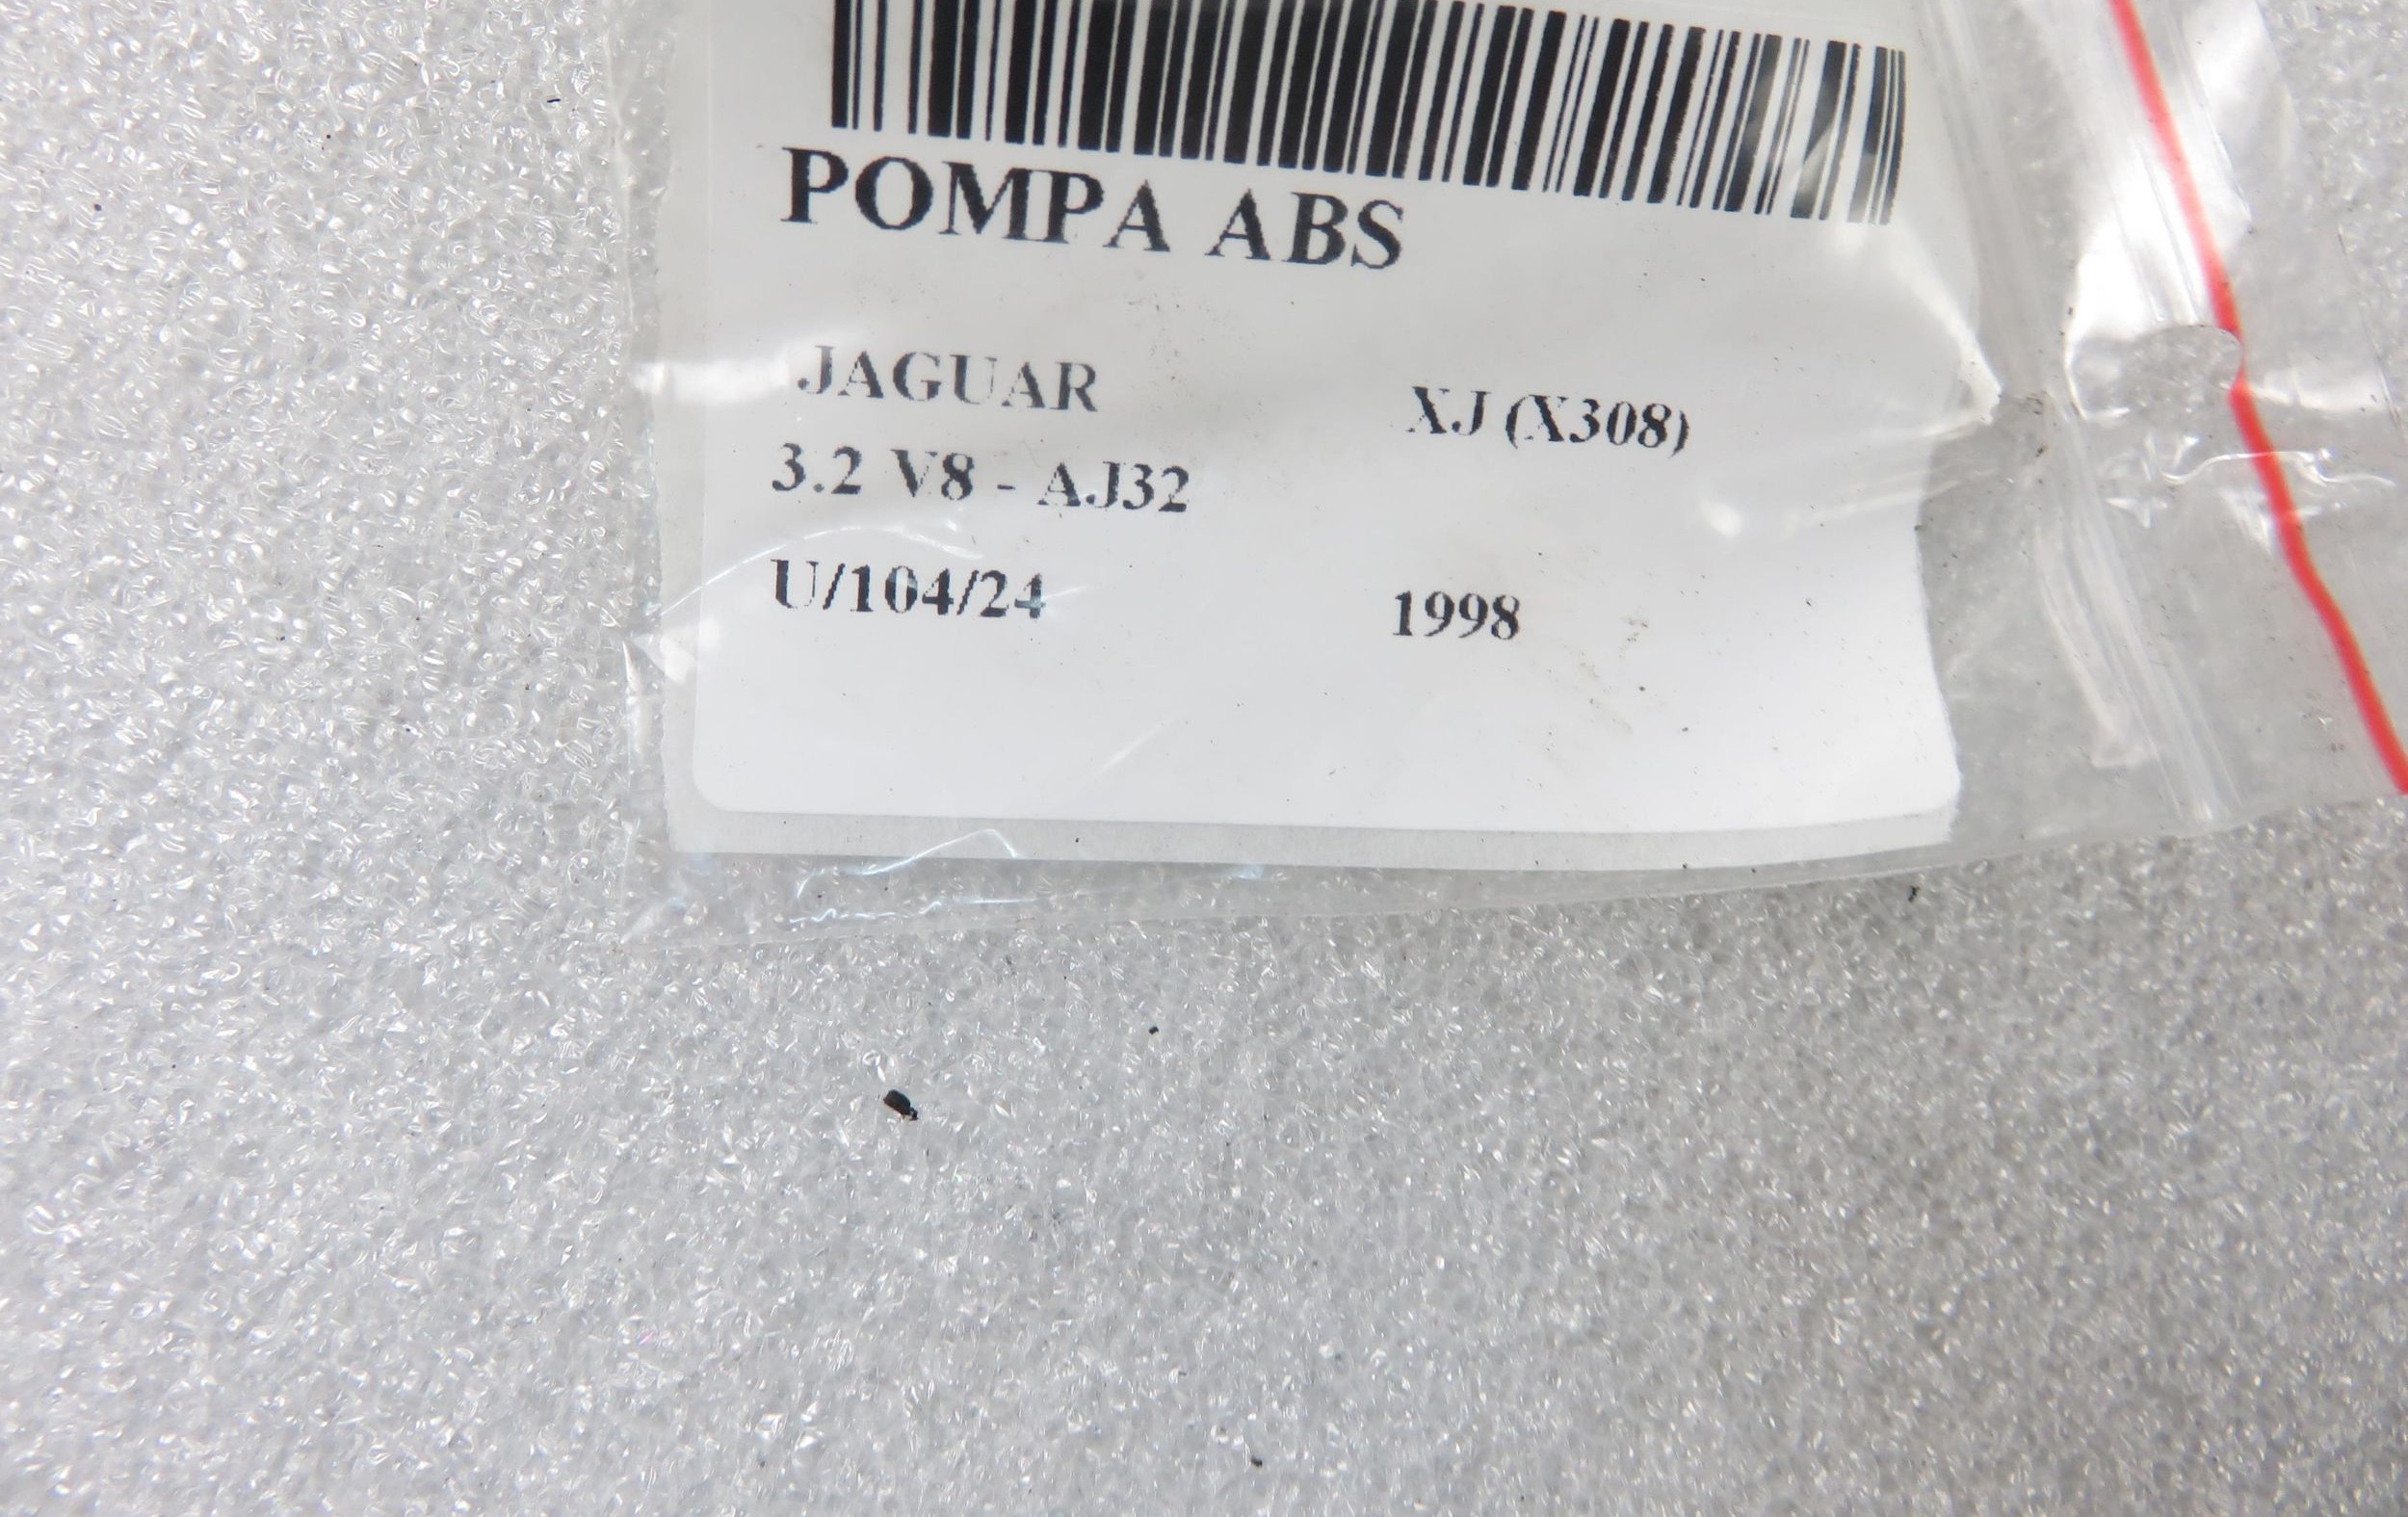 POMPA ABS
JAGUAR XJ (X308)
3.2 V8 - AJ32
U/104/24 1998